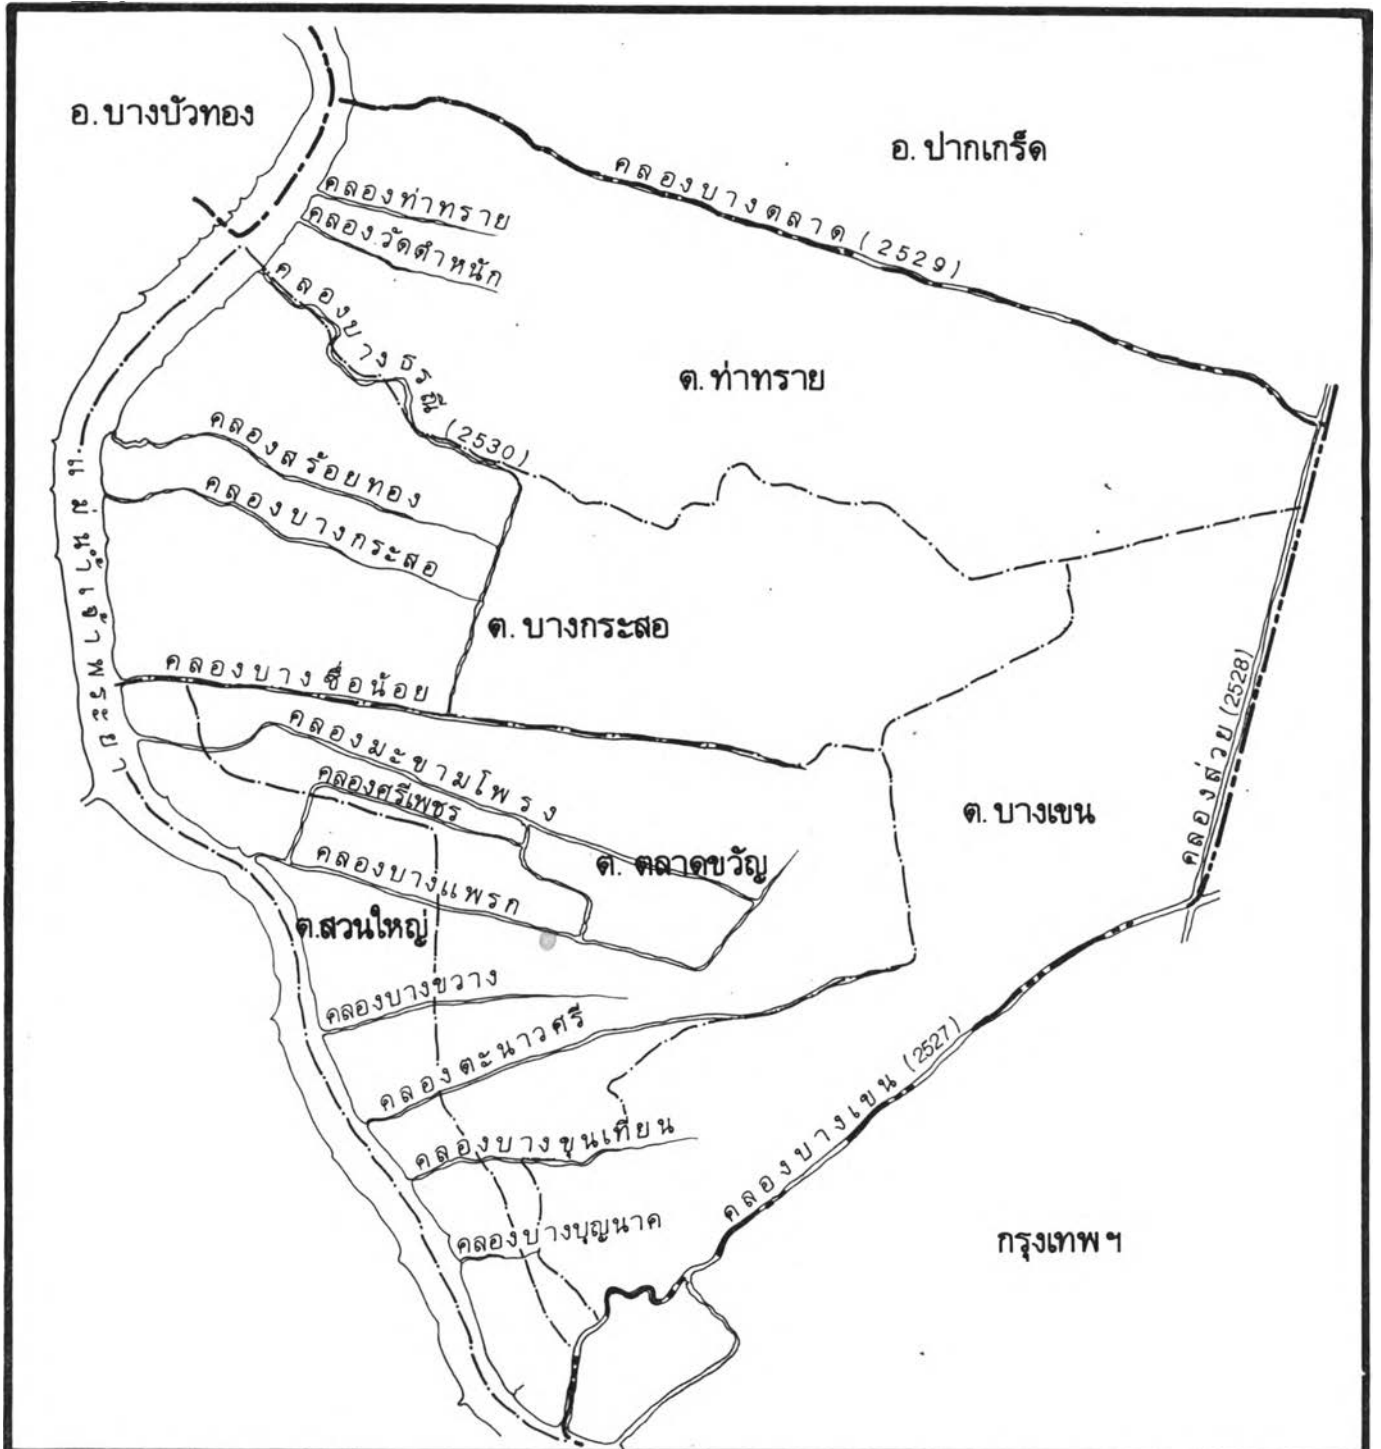 อ. บางบัวทอง
อ. ปากเกร็ด
คลองบางตลาด (2529)
คลองท่าทราย
คลองวัดตำหนัก
คลองบางธรณี (2530)
ต. ท่าทราย
คลองสร้อยทอง
คลองบางกระสอ
แม่น้ำเจ้าพระยา
ต. บางกระสอ
คลองบางซื่อน้อย
คลองส่วย (2528)
คลองมะขามโพรง
คลองศรีเพชร
ต. บางเขน
คลองบางแพรก
ต. ตลาดขวัญ
ต.สวนใหญ่
คลองบางขวาง
คลองตะนาวศรี
คลองบางเขน (2527)
คลองบางขุนเทียน
คลองบางบุญนาค
กรุงเทพฯ